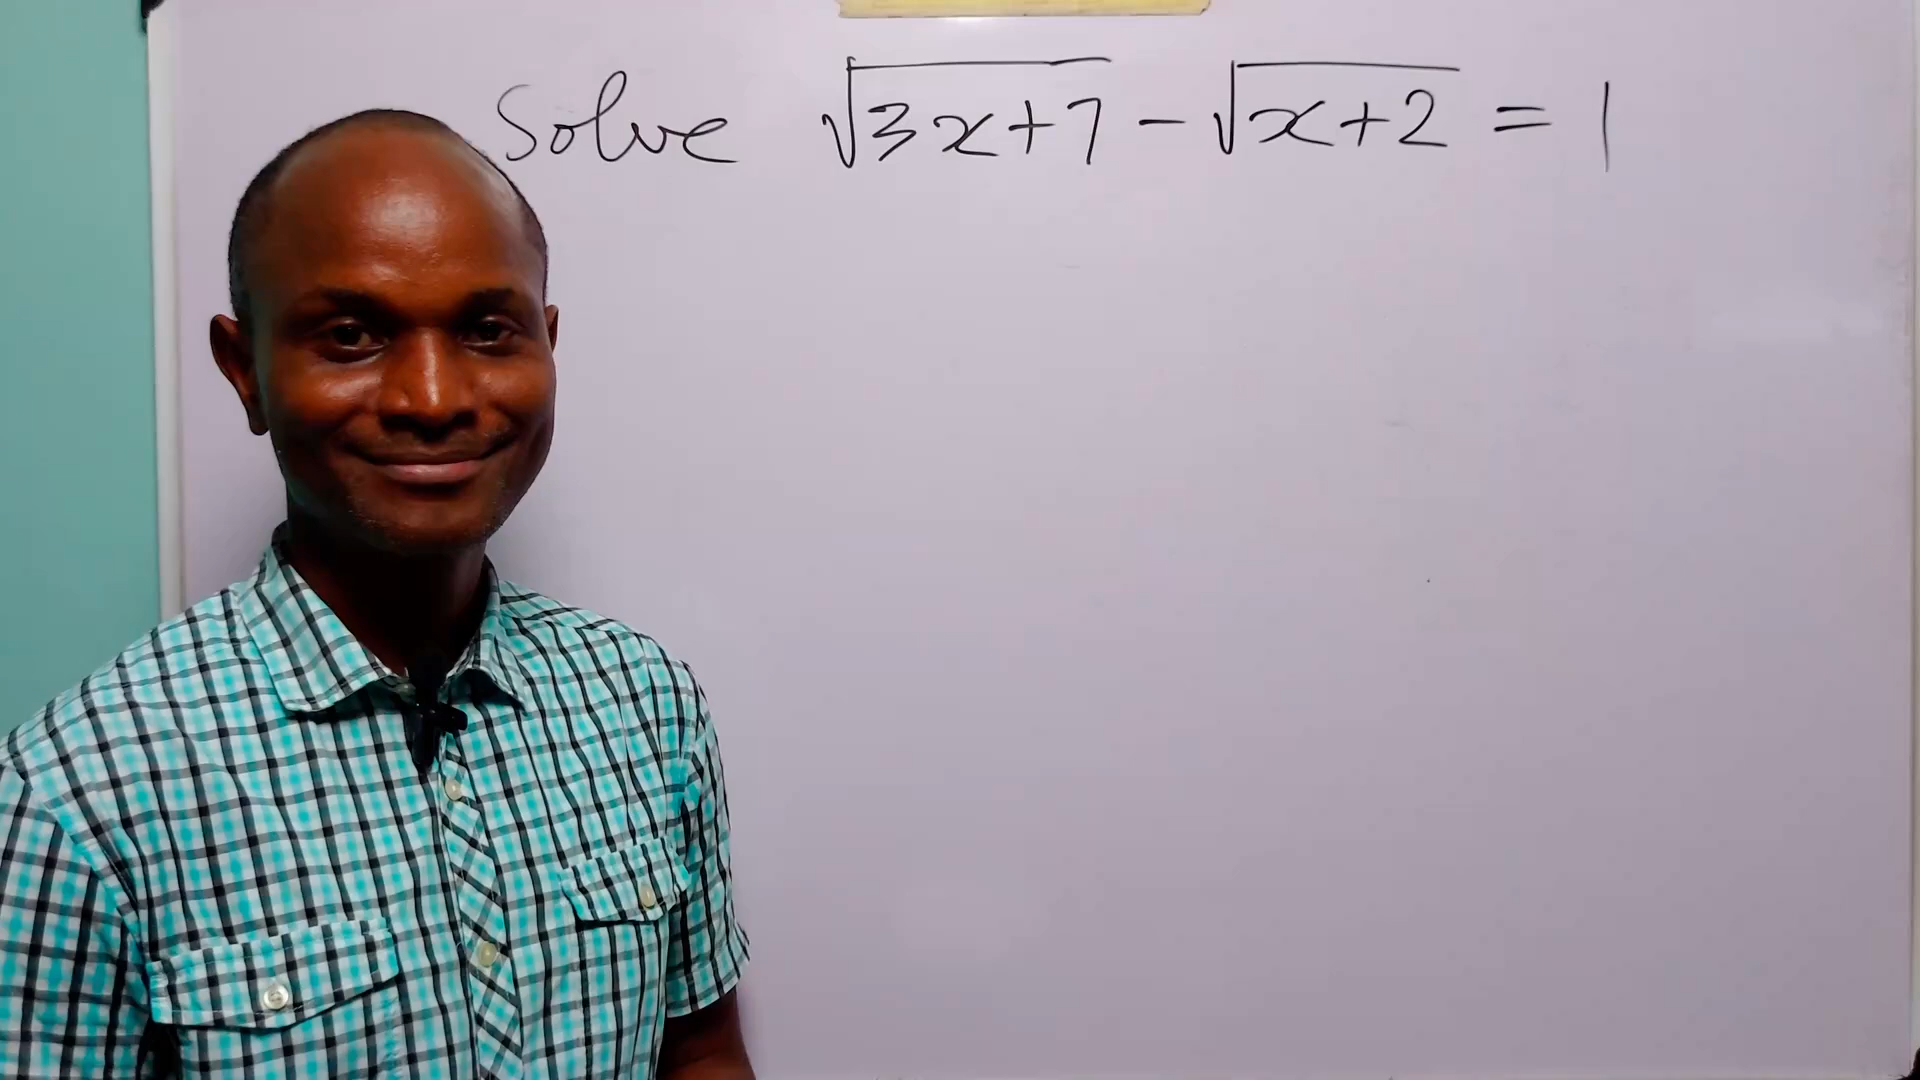 Solve √(3x+7) - √(x+2) = 1